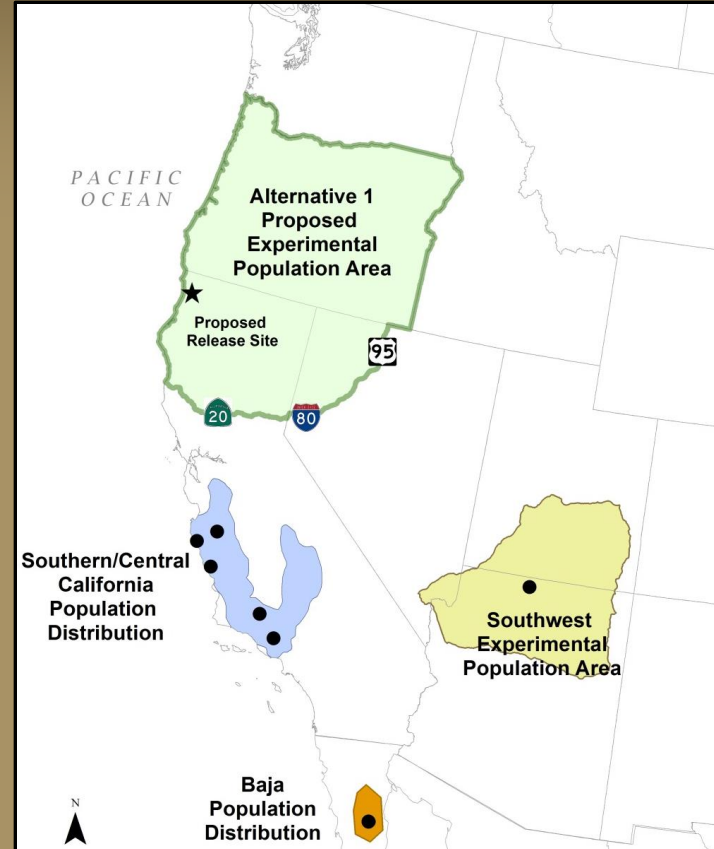 PACIFIC
OCEAN
Alternative 1
Proposed
Experimental
Population Area
Proposed
Release Site
95
20
80
Southern/Central
California
Population
Distribution
Southwest
Experimental
Population Area
Baja
Population
Distribution
N